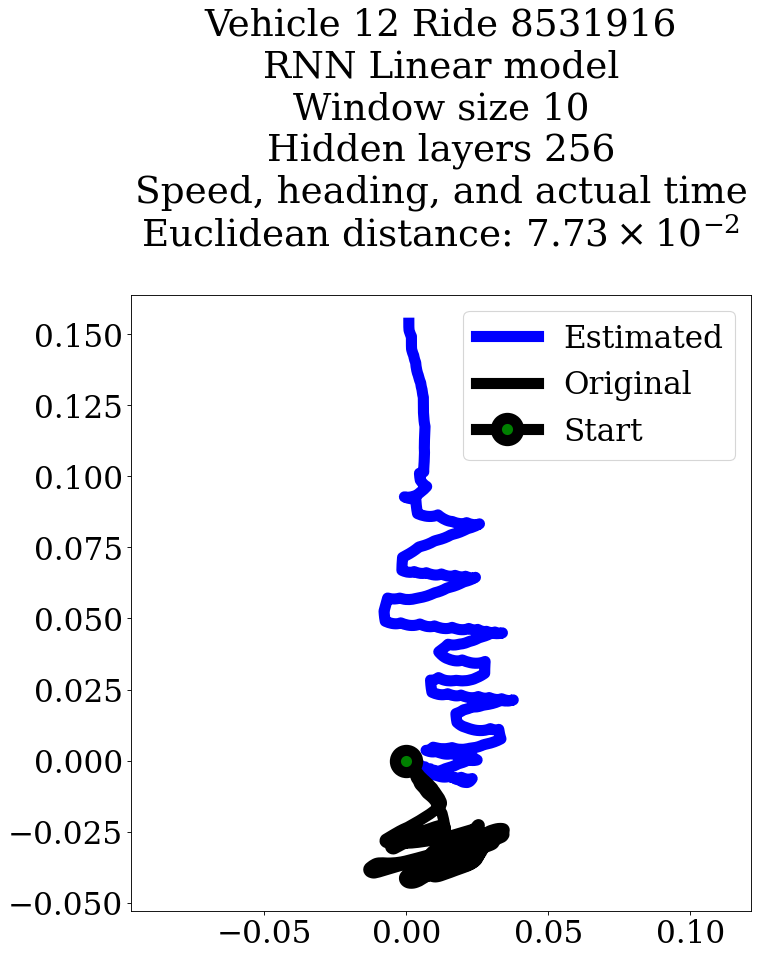 Vehicle 12 Ride 8531916
RNN Linear model
Window size 10
Hidden layers 256
Speed, heading, and actual time
Euclidean distance: 7.73 × 10⁻²
Estimated
Original
Start
0.150
0.125
0.100
0.075
0.050
0.025
0.000
−0.025
−0.050
−0.05 0.00 0.05 0.10